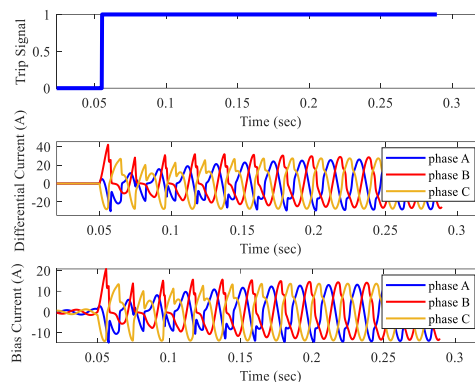 Trip Signal
1
0.5
0
0.05
0.1
0.15
0.2
0.25
0.3
Time (sec)
Differential Current (A)
40
20
0
-20
phase A
phase B
phase C
0.05
0.1
0.15
0.2
0.25
0.3
Time (sec)
Bias Current (A)
20
10
0
-10
phase A
phase B
phase C
0.05
0.1
0.15
0.2
0.25
0.3
Time (sec)